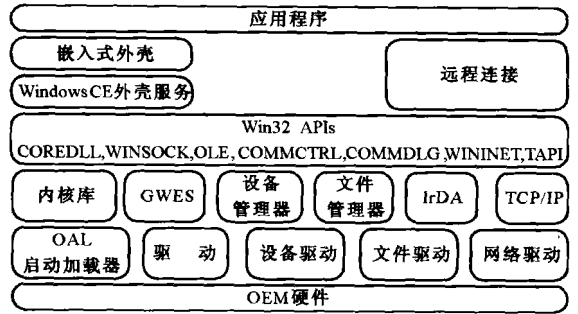 应用程序
嵌入式外壳
远程连接
WindowsCE外壳服务
Win32 APIs
COREDLL,WINSOCK,OLE,COMMCTRL,COMMDLG,WININET,TAPI
内核库 GWES 设备管理器 文件管理器 IrDA TCP/IP
OAL
启动加载器 驱 动 设备驱动 文件驱动 网络驱动
OEM硬件